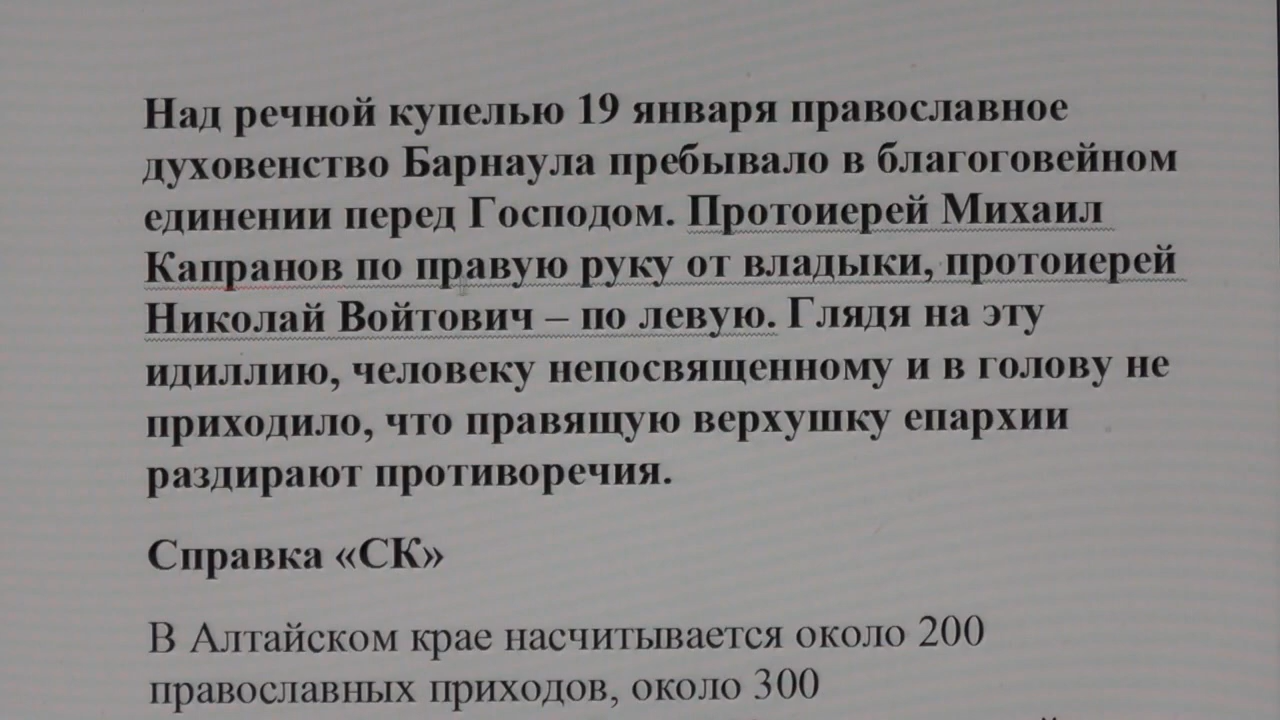 Над речной купелью 19 января православное
духовенство Барнаула пребывало в благоговейном
единении перед Господом. Протоиерей Михаил
Капранов по правую руку от владыки, протоиерей
Николай Войтович – по левую. Глядя на эту
идиллию, человеку непосвященному и в голову не
приходило, что правящую верхушку епархии
раздирают противоречия.
Справка «СК»
В Алтайском крае насчитывается около 200
православных приходов, около 300